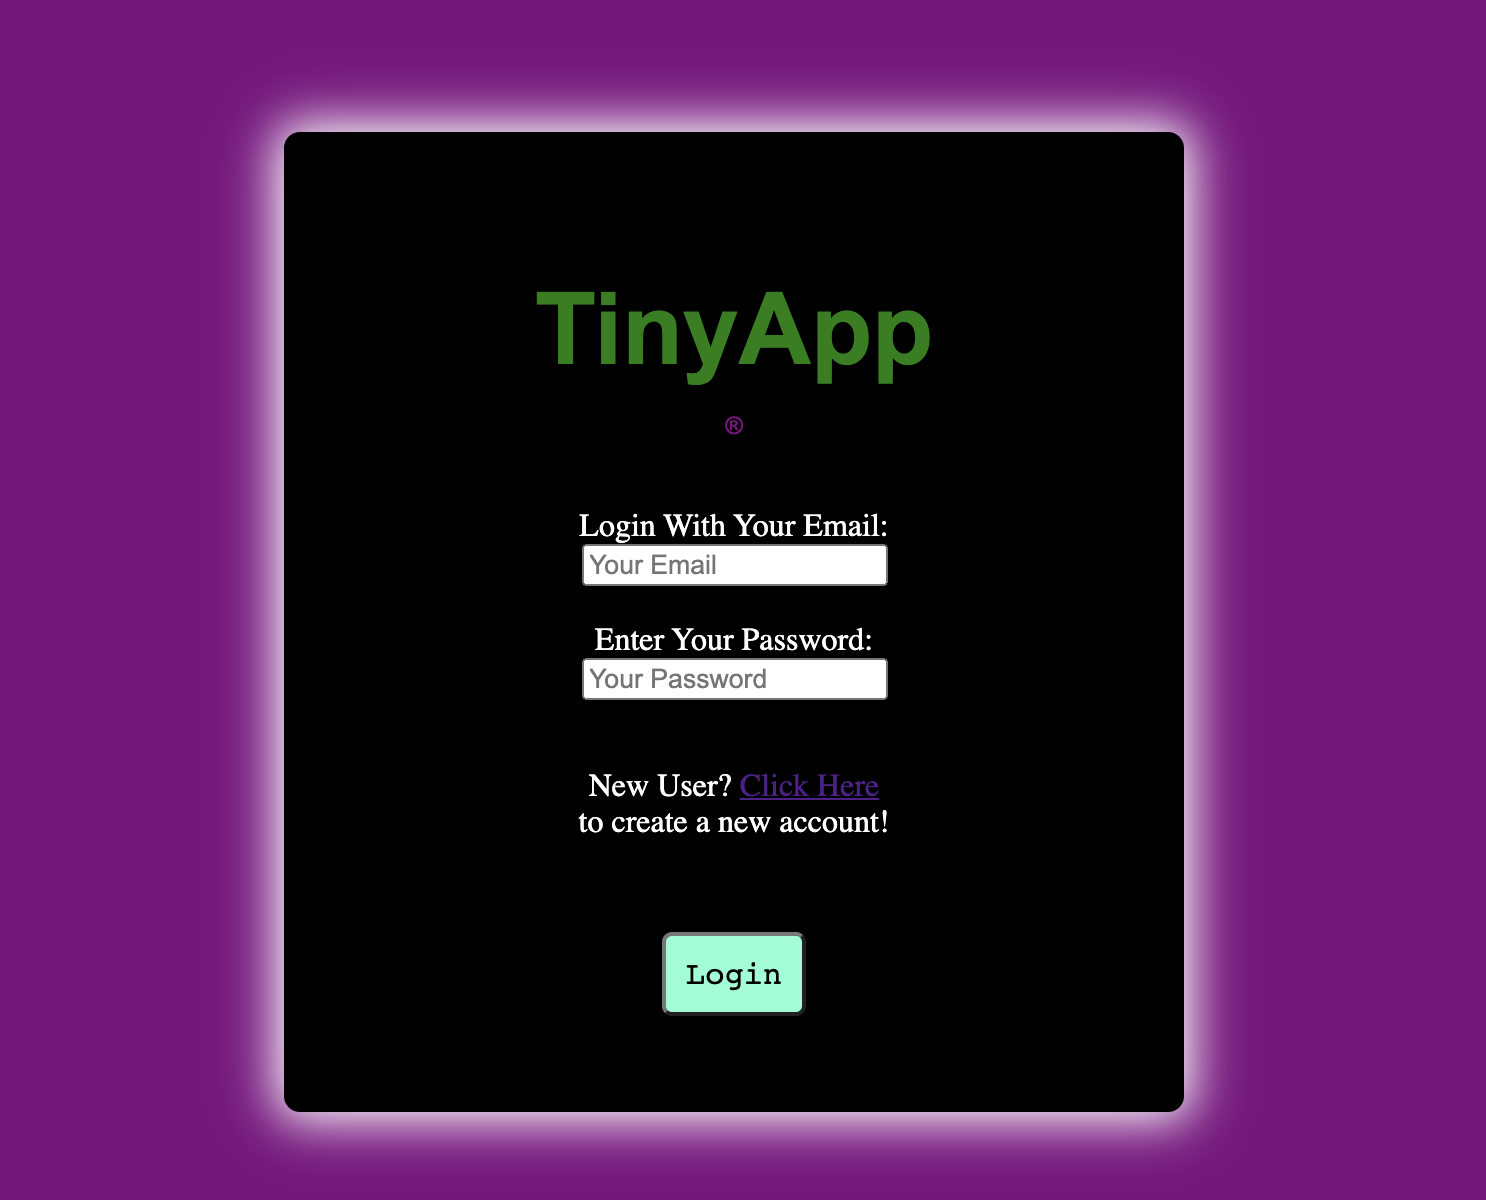 TinyApp
®
Login With Your Email:
Your Email
Enter Your Password:
Your Password
New User? Click Here
to create a new account!
Login